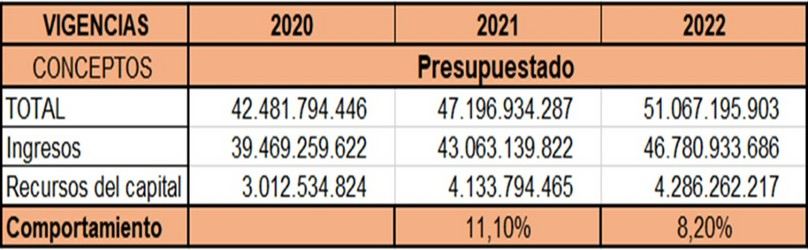 VIGENCIAS 2020 2021 2022
CONCEPTOS Presupuestado
TOTAL 42.481.794.446 47.196.934.287 51.067.195.903
Ingresos 39.469.259.622 43.063.139.822 46.780.933.686
Recursos del capital 3.012.534.824 4.133.794.465 4.286.262.217
Comportamiento 11,10% 8,20%